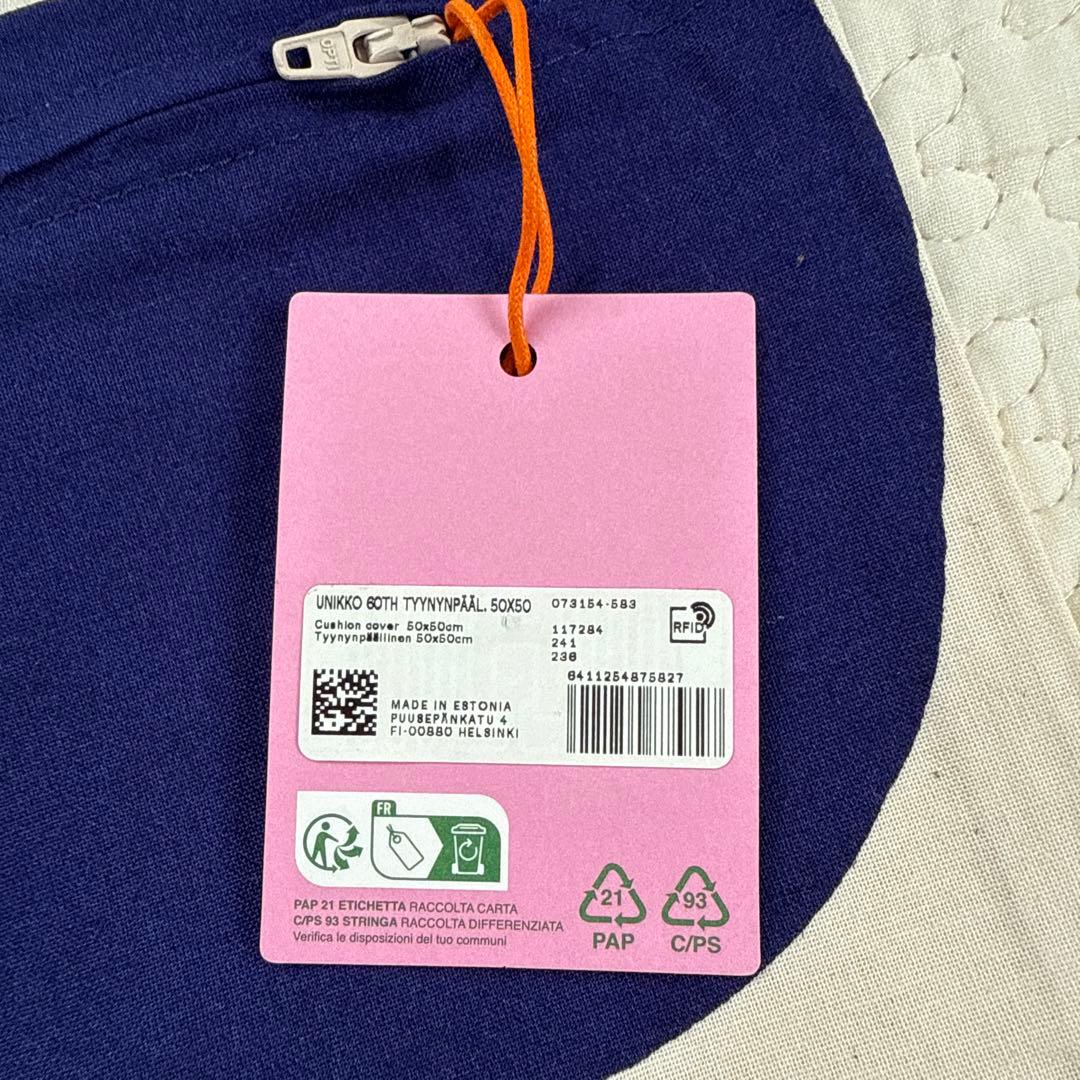 OPTI
UNIKKO 60TH TYYNYNPÄÄL. 50X50
073154-583
Cushion cover 50x50cm
Tyynynpäällinen 50x50cm
117284
241
236
RFID
6411254875827
MADE IN ESTONIA
PUUSEPÄNKATU 4
FI-00880 HELSINKI
FR
PAP 21 ETICHETTA RACCOLTA CARTA
C/PS 93 STRINGA RACCOLTA DIFFERENZIATA
Verifica le disposizioni del tuo comuni
21
PAP
93
C/PS